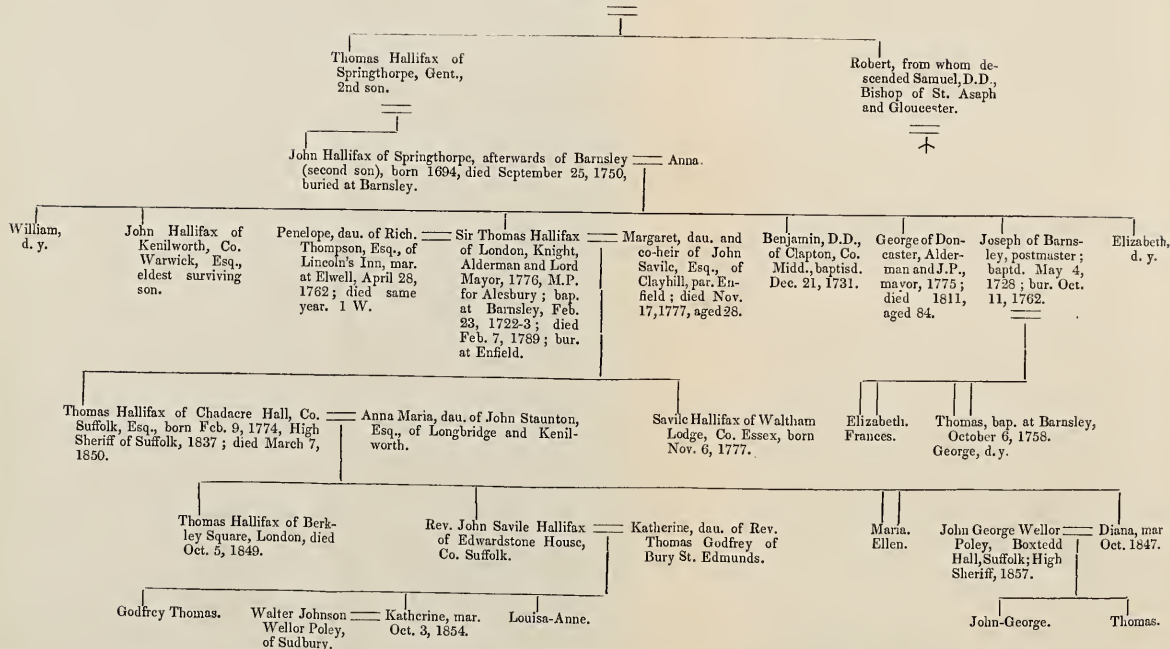 Thomas Hallifax of
Springthorpe, Gent.,
2nd son.
Robert, from whom de-
scended Samuel, D.D.,
Bishop of St. Asaph
and Gloucester.
John Hallifax of Springthorpe, afterwards of Barnsley
(second son), born 1694, died September 25, 1750,
buried at Barnsley.
Anna.
William,
d. y.
John Hallifax of
Kenilworth, Co.
Warwick, Esq.,
eldest surviving
son.
Penelope, dau. of Rich.
Thompson, Esq., of
Lincoln's Inn, mar.
at Elwell, April 28,
1762; died same
year. 1 W.
Sir Thomas Hallifax
of London, Knight,
Alderman and Lord
Mayor, 1776, M.P.
for Alesbury; bap.
at Barnsley, Feb.
23, 1722-3; died
Feb. 7, 1789; bur.
at Enfield.
Margaret, dau. and
co-heir of John
Savile, Esq., of
Clayhill, par. En-
field; died Nov.
17, 1777, aged 28.
Benjamin, D.D.,
of Clapton, Co.
Midd., baptisd.
Dec. 21, 1731.
George of Don-
caster, Alder-
man and J.P.,
mayor, 1775;
died 1811,
aged 84.
Joseph of Barns-
ley, postmaster;
baptd. May 4,
1728; bur. Oct.
11, 1762.
Elizabeth,
d. y.
Thomas Hallifax of Chadacre Hall, Co.
Suffolk, Esq., born Feb. 9, 1774, High
Sheriff of Suffolk, 1837; died March 7,
1850.
Anna Maria, dau. of John Staunton,
Esq., of Longbridge and Kenil-
worth.
Savile Hallifax of Waltham
Lodge, Co. Essex, born
Nov. 6, 1777.
Elizabeth.
Frances.
Thomas, bap. at Barnsley,
October 6, 1758.
George, d.y.
Thomas Hallifax of Berk-
ley Square, London, died
Oct. 5, 1849.
Rev. John Savile Hallifax
of Edwardstone House,
Co. Suffolk.
Katherine, dau. of Rev.
Thomas Godfrey of
Bury St. Edmunds.
Maria.
Ellen.
John George Wellor
Poley, Boxtedd
Hall, Suffolk; High
Sheriff, 1857.
Diana, mar
Oct. 1847.
Godfrey Thomas.
Walter Johnson
Wellor Poley,
of Sudbury.
Katherine, mar.
Oct. 3, 1854.
Louisa-Anne.
John-George.
Thomas.